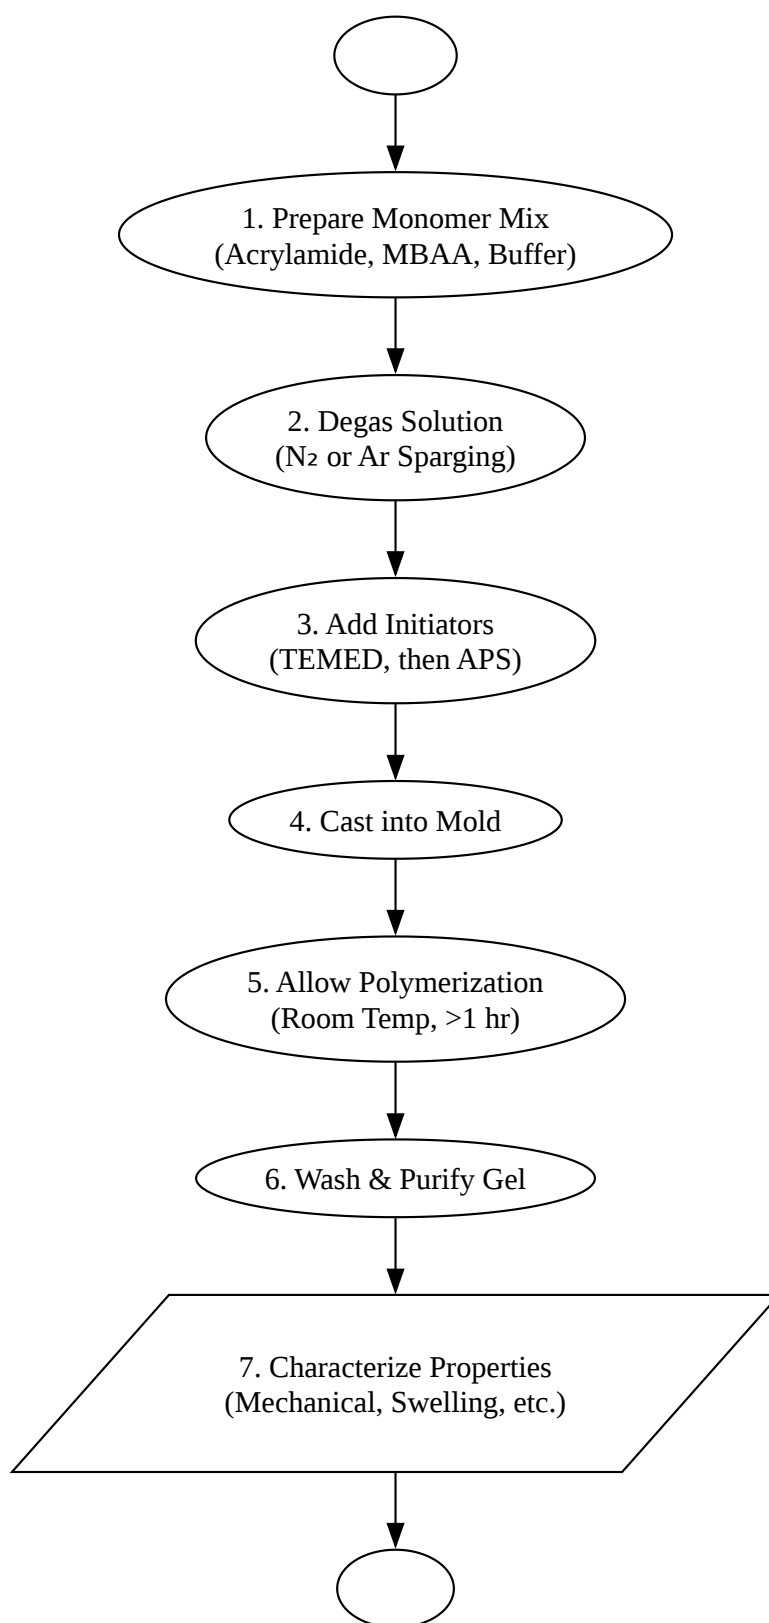 1. Prepare Monomer Mix
(Acrylamide, MBAA, Buffer)
2. Degas Solution
(N₂ or Ar Sparging)
3. Add Initiators
(TEMED, then APS)
4. Cast into Mold
5. Allow Polymerization
(Room Temp, >1 hr)
6. Wash & Purify Gel
7. Characterize Properties
(Mechanical, Swelling, etc.)